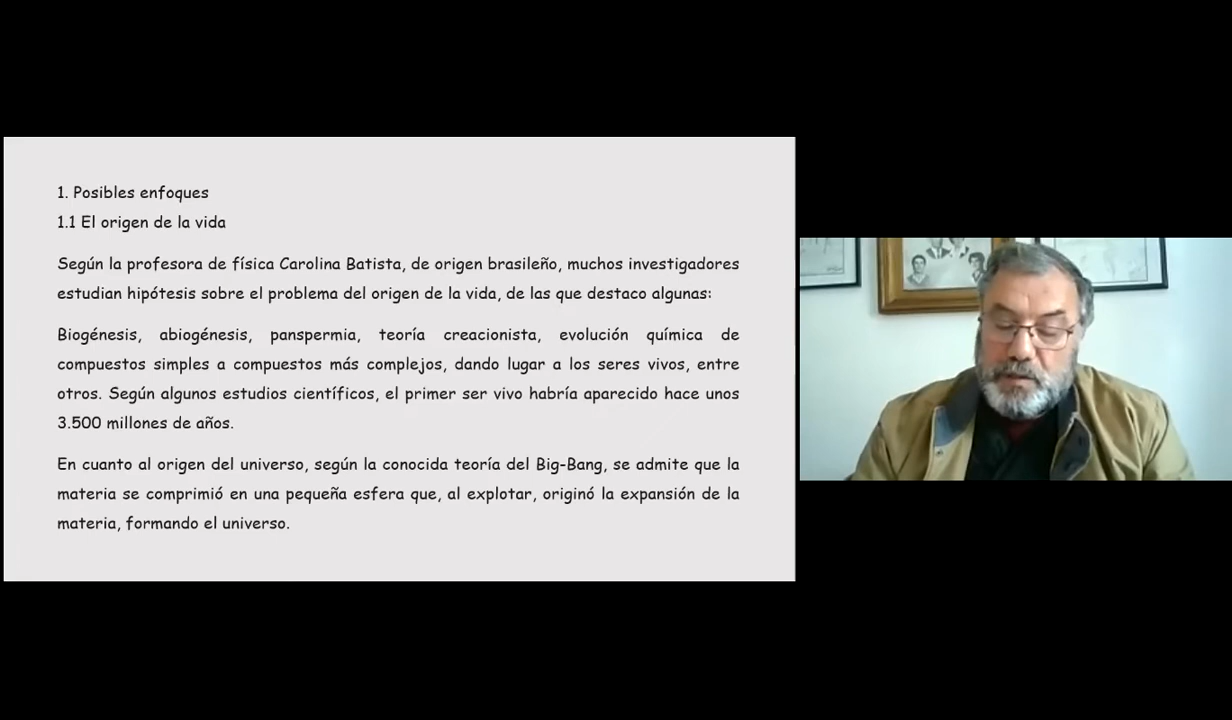 1. Posibles enfoques
1.1 El origen de la vida
Según la profesora de física Carolina Batista, de origen brasileño, muchos investigadores
estudian hipótesis sobre el problema del origen de la vida, de las que destaco algunas:
Biogénesis, abiogénesis, panspermia, teoría creacionista, evolución química de
compuestos simples a compuestos más complejos, dando lugar a los seres vivos, entre
otros. Según algunos estudios científicos, el primer ser vivo habría aparecido hace unos
3.500 millones de años.
En cuanto al origen del universo, según la conocida teoría del Big-Bang, se admite que la
materia se comprimió en una pequeña esfera que, al explotar, originó la expansión de la
materia, formando el universo.